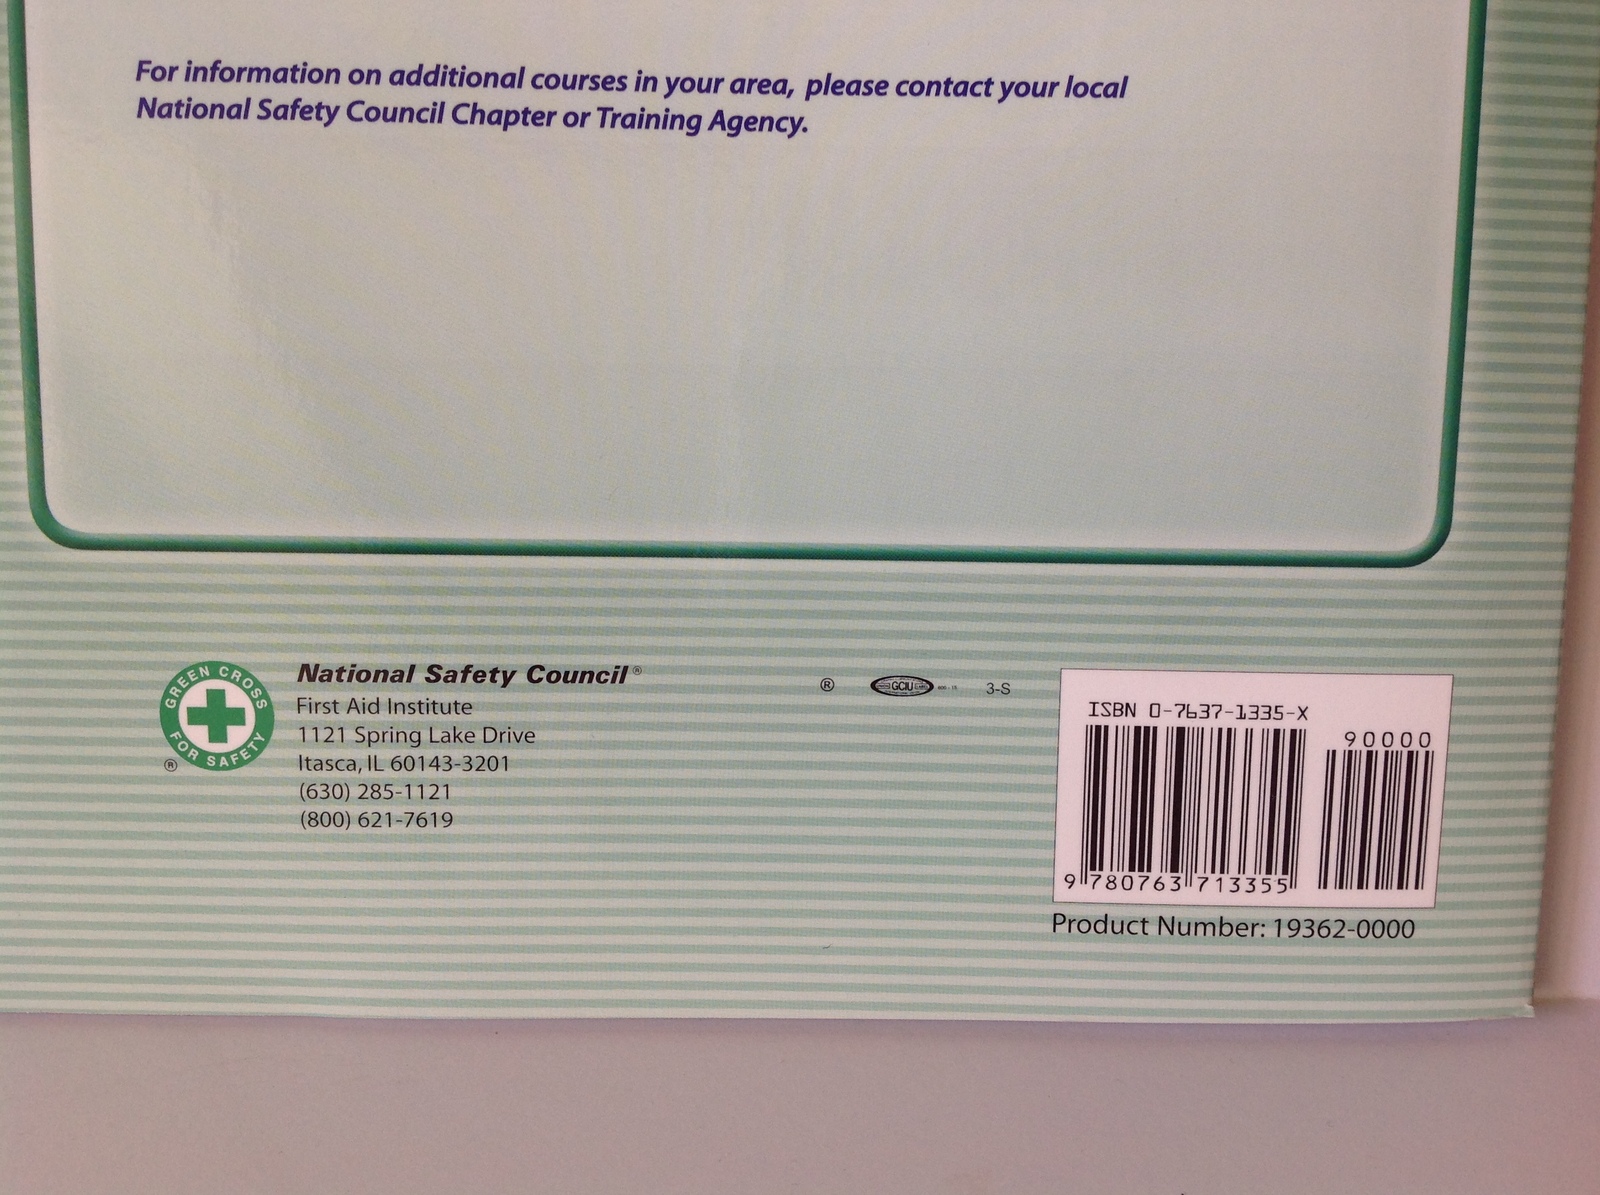 For information on additional courses in your area, please contact your local
National Safety Council Chapter or Training Agency.
GREEN CROSS
FOR SAFETY
®
National Safety Council®
First Aid Institute
1121 Spring Lake Drive
Itasca, IL 60143-3201
(630) 285-1121
(800) 621-7619
® GCIU 3-S
ISBN 0-7637-1335-X
90000
9 780763 713355
Product Number: 19362-0000